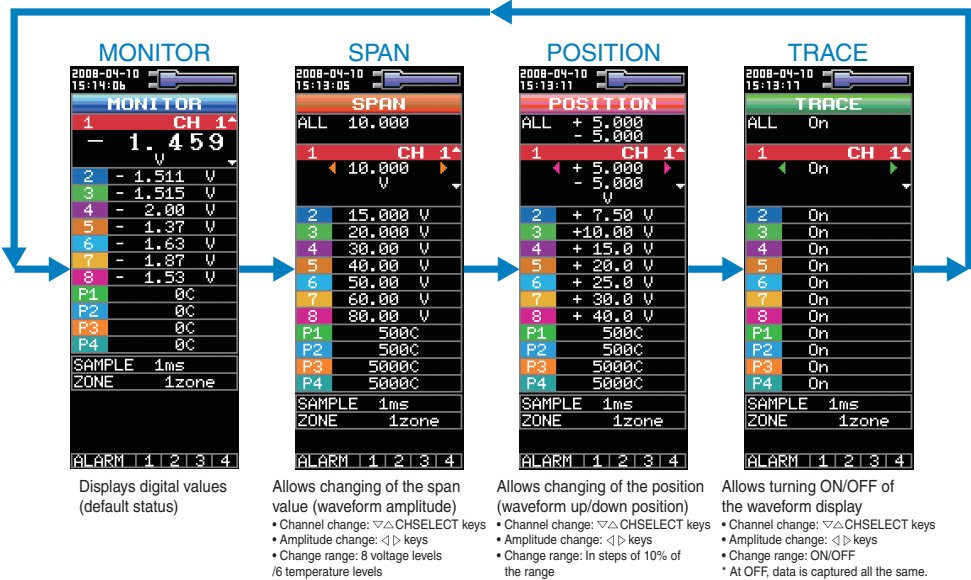 MONITOR
2008-04-10
15:14:06
MONITOR
1 CH 1
- 1.459
V
2 - 1.511 V
3 - 1.515 V
4 - 2.00 V
5 - 1.37 V
6 - 1.63 V
7 - 1.87 V
8 - 1.53 V
P1 0C
P2 0C
P3 0C
P4 0C
SAMPLE 1ms
ZONE 1zone
ALARM 1 2 3 4
Displays digital values
(default status)
SPAN
2008-04-10
15:13:05
SPAN
ALL 10.000
1 CH 1
10.000
V
2 15.000 V
3 20.000 V
4 30.00 V
5 40.00 V
6 50.00 V
7 60.00 V
8 80.00 V
P1 500C
P2 500C
P3 5000C
P4 5000C
SAMPLE 1ms
ZONE 1zone
ALARM 1 2 3 4
Allows changing of the span
value (waveform amplitude)
• Channel change: ▽△CHSELECT keys
• Amplitude change: ◁ ▷ keys
• Change range: 8 voltage levels
/6 temperature levels
POSITION
2008-04-10
15:13:11
POSITION
ALL + 5.000
- 5.000
1 CH 1
+ 5.000
- 5.000
V
2 + 7.50 V
3 +10.00 V
4 + 15.0 V
5 + 20.0 V
6 + 25.0 V
7 + 30.0 V
8 + 40.0 V
P1 500C
P2 500C
P3 5000C
P4 5000C
SAMPLE 1ms
ZONE 1zone
ALARM 1 2 3 4
Allows changing of the position
(waveform up/down position)
• Channel change: ▽△CHSELECT keys
• Amplitude change: ◁ ▷ keys
• Change range: In steps of 10% of
the range
TRACE
2008-04-10
15:13:17
TRACE
ALL On
1 CH 1
On
2 On
3 On
4 On
5 On
6 On
7 On
8 On
P1 On
P2 On
P3 On
P4 On
SAMPLE 1ms
ZONE 1zone
ALARM 1 2 3 4
Allows turning ON/OFF of
the waveform display
• Channel change: ▽△CHSELECT keys
• Amplitude change: ◁ ▷ keys
• Change range: ON/OFF
* At OFF, data is captured all the same.